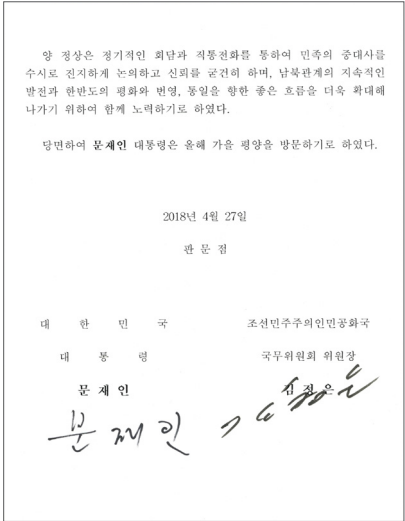 양 정상은 정기적인 회담과 직통전화를 통하여 민족의 중대사를
수시로 진지하게 논의하고 신뢰를 굳건히 하며, 남북관계의 지속적인
발전과 한반도의 평화와 번영, 통일을 향한 좋은 흐름을 더욱 확대해
나가기 위하여 함께 노력하기로 하였다.
당면하여 문재인 대통령은 올해 가을 평양을 방문하기로 하였다.
2018년 4월 27일
판 문 점
대 한 민 국 조선민주주의인민공화국
대 통 령 국무위원회 위원장
문 재 인 김 정 은
문 재 인 김정은